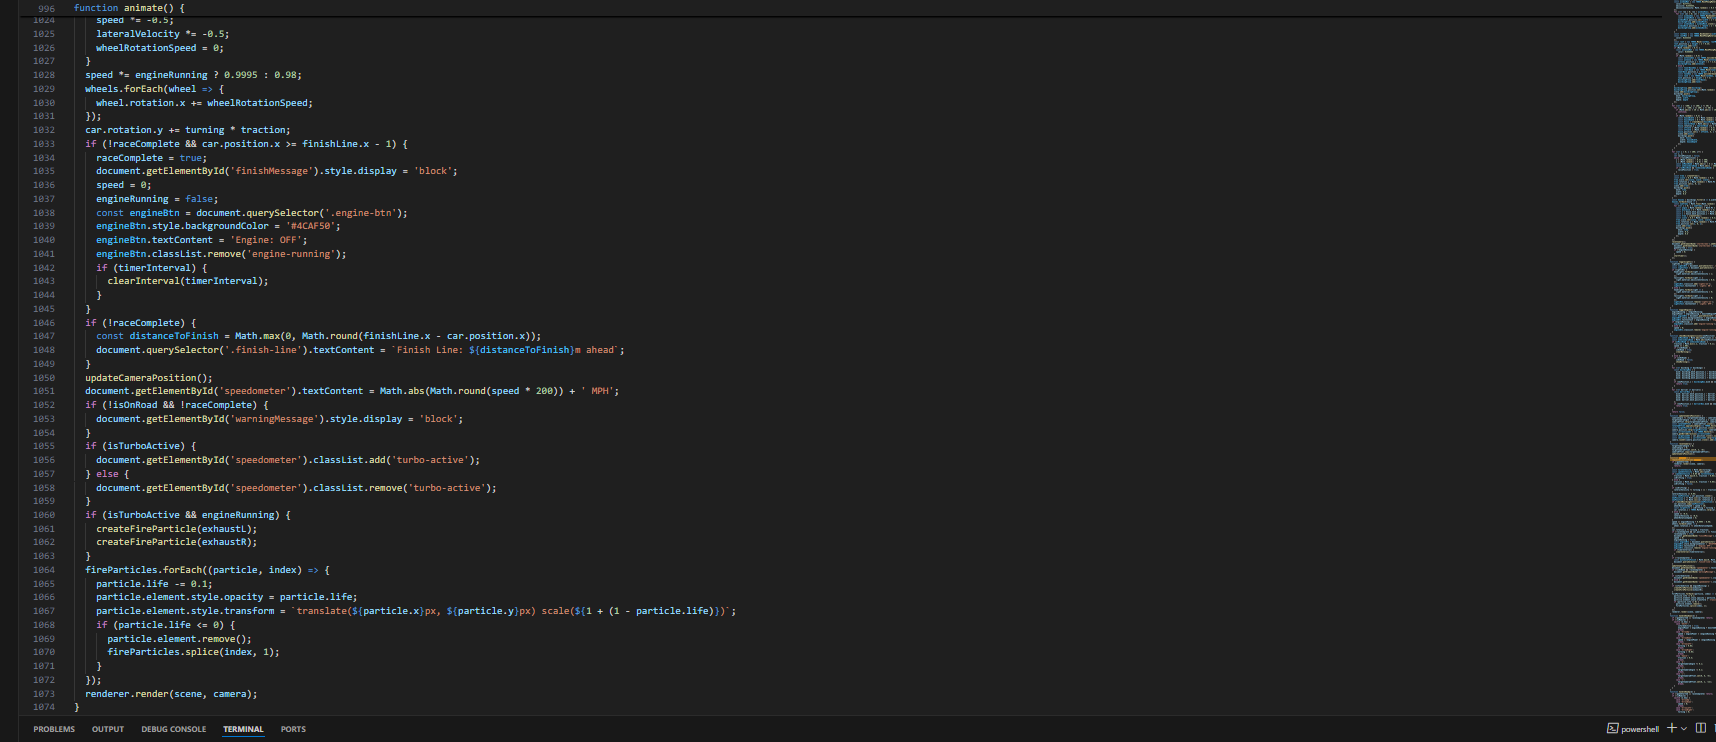 996 function animate() {
1024 speed *= -0.5;
1025 lateralVelocity *= -0.5;
1026 wheelRotationSpeed = 0;
1027 }
1028 speed *= engineRunning ? 0.9995 : 0.98;
1029 wheels.forEach(wheel => {
1030 wheel.rotation.x += wheelRotationSpeed;
1031 });
1032 car.rotation.y += turning * traction;
1033 if (!raceComplete && car.position.x >= finishLine.x - 1) {
1034 raceComplete = true;
1035 document.getElementById('finishMessage').style.display = 'block';
1036 speed = 0;
1037 engineRunning = false;
1038 const engineBtn = document.querySelector('.engine-btn');
1039 engineBtn.style.backgroundColor = '#4CAF50';
1040 engineBtn.textContent = 'Engine: OFF';
1041 engineBtn.classList.remove('engine-running');
1042 if (timerInterval) {
1043 clearInterval(timerInterval);
1044 }
1045 }
1046 if (!raceComplete) {
1047 const distanceToFinish = Math.max(0, Math.round(finishLine.x - car.position.x));
1048 document.querySelector('.finish-line').textContent = `Finish Line: ${distanceToFinish}m ahead`;
1049 }
1050 updateCameraPosition();
1051 document.getElementById('speedometer').textContent = Math.abs(Math.round(speed * 200)) + ' MPH';
1052 if (!isOnRoad && !raceComplete) {
1053 document.getElementById('warningMessage').style.display = 'block';
1054 }
1055 if (isTurboActive) {
1056 document.getElementById('speedometer').classList.add('turbo-active');
1057 } else {
1058 document.getElementById('speedometer').classList.remove('turbo-active');
1059 }
1060 if (isTurboActive && engineRunning) {
1061 createFireParticle(exhaustL);
1062 createFireParticle(exhaustR);
1063 }
1064 fireParticles.forEach((particle, index) => {
1065 particle.life -= 0.1;
1066 particle.element.style.opacity = particle.life;
1067 particle.element.style.transform = `translate(${particle.x}px, ${particle.y}px) scale(${1 + (1 - particle.life)})`;
1068 if (particle.life <= 0) {
1069 particle.element.remove();
1070 fireParticles.splice(index, 1);
1071 }
1072 });
1073 renderer.render(scene, camera);
1074 }
PROBLEMS OUTPUT DEBUG CONSOLE TERMINAL PORTS powershell